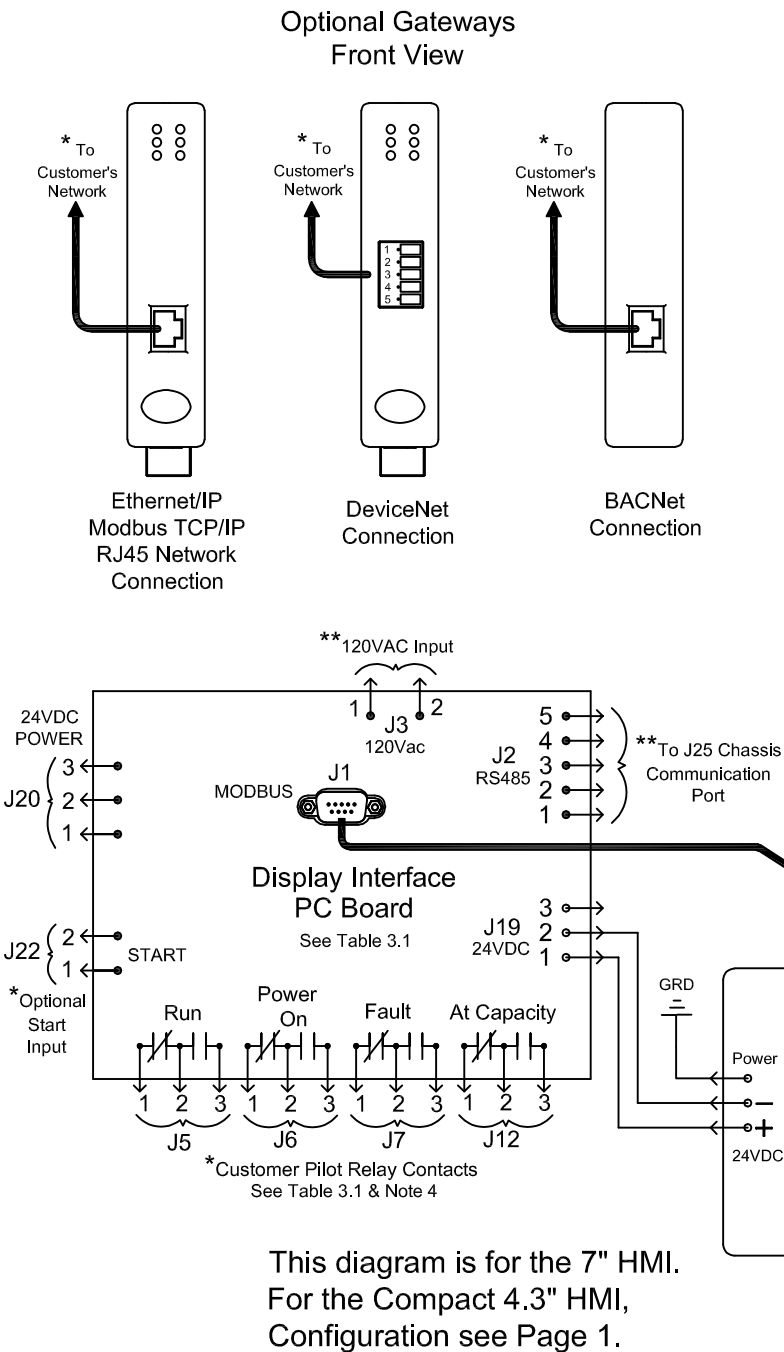 Optional Gateways
Front View
* To
Customer's
Network
* To
Customer's
Network
* To
Customer's
Network
1
2
3
4
5
Ethernet/IP
Modbus TCP/IP
RJ45 Network
Connection
DeviceNet
Connection
BACNet
Connection
**120VAC Input
1
2
J3
120Vac
24VDC
POWER
J20
3
2
1
MODBUS
J1
J2
RS485
5
4
3
2
1
**To J25 Chassis
Communication
Port
Display Interface
PC Board
See Table 3.1
J19
24VDC
3
2
1
J22
2
1
START
*Optional
Start
Input
Run
Power
On
Fault
At Capacity
1 2 3 1 2 3 1 2 3 1 2 3
J5 J6 J7 J12
*Customer Pilot Relay Contacts
See Table 3.1 & Note 4
GRD
Power
−
+
24VDC
This diagram is for the 7" HMI.
For the Compact 4.3" HMI,
Configuration see Page 1.